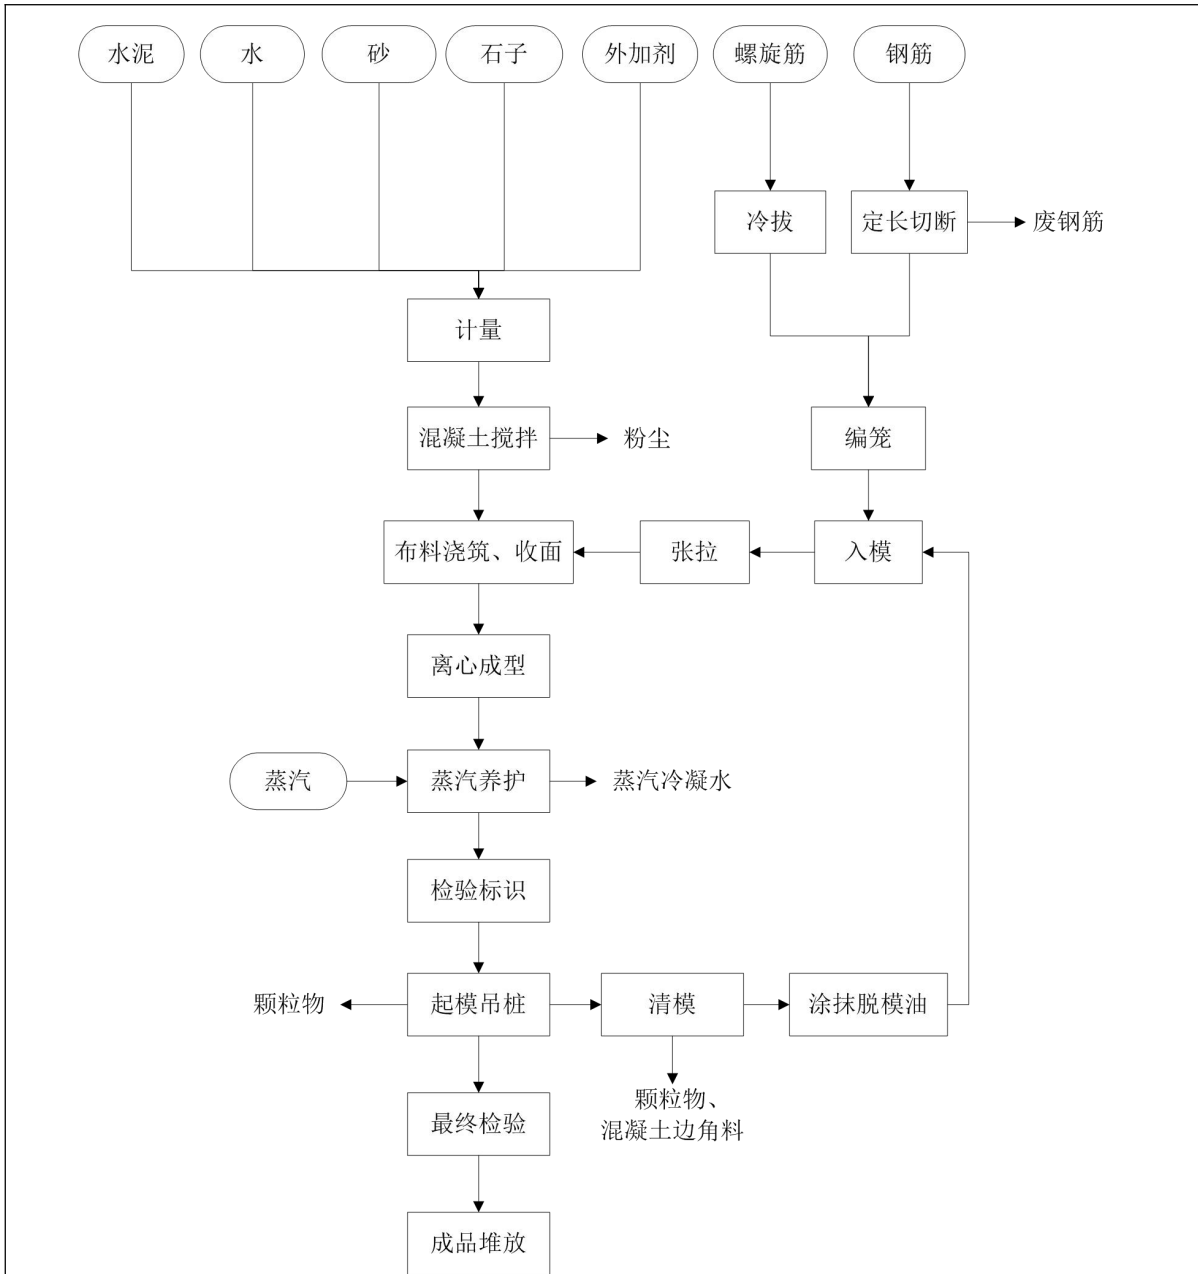 水泥
水
砂
石子
外加剂
螺旋筋
钢筋
冷拔
定长切断
废钢筋
计量
混凝土搅拌
粉尘
编笼
布料浇筑、收面
张拉
入模
离心成型
蒸汽
蒸汽养护
蒸汽冷凝水
检验标识
颗粒物
起模吊桩
清模
涂抹脱模油
颗粒物、
混凝土边角料
最终检验
成品堆放